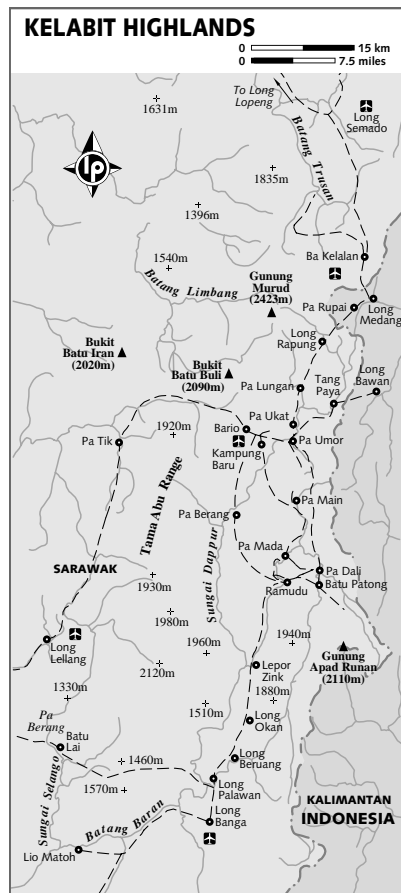 KELABIT HIGHLANDS
0 15 km
0 7.5 miles
To Long
Lopeng
1631m
Long
Semado
Batang Trusan
lp
1835m
1396m
1540m
Ba Kelalan
Batang Limbang
Gunung
Murud
(2423m)
Pa Rupai
Long
Medang
Long
Rapung
Bukit
Batu Iran
(2020m)
Bukit
Batu Buli
(2090m)
Long
Bawan
Pa Lungan
Tang
Paya
Pa Ukat
1920m
Bario
Pa Tik
Pa Umor
Kampung
Baru
Tama Abu Range
Pa Main
Pa Berang
Sungai Dappur
Pa Mada
SARAWAK
Pa Dali
1930m
Ramudu
Batu Patong
1980m
Long
Lellang
1960m
1940m
Gunung
Apad Runan
(2110m)
2120m
Lepor
Zink
1330m
1880m
1510m
Pa
Berang
Long
Okan
Batu
Lai
1460m
Long
Beruang
Sungai Selango
1570m
Long
Palawan
KALIMANTAN
INDONESIA
Batang Baran
Long
Banga
Lio Matoh